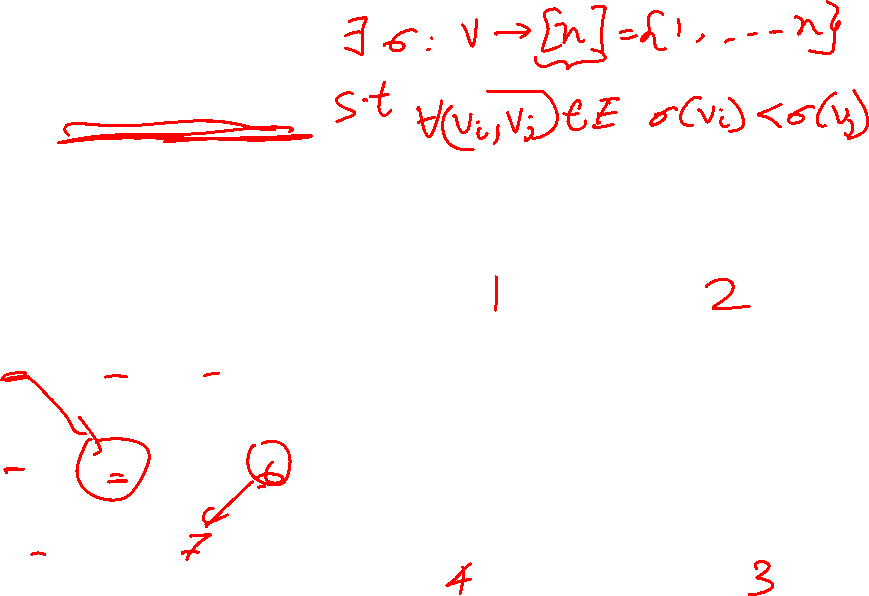 ∃ σ: V → [n] = {1, ... n}
s.t ∀(vi, vj) ∈ E σ(vi) < σ(vj)
1 2
6
7
4 3